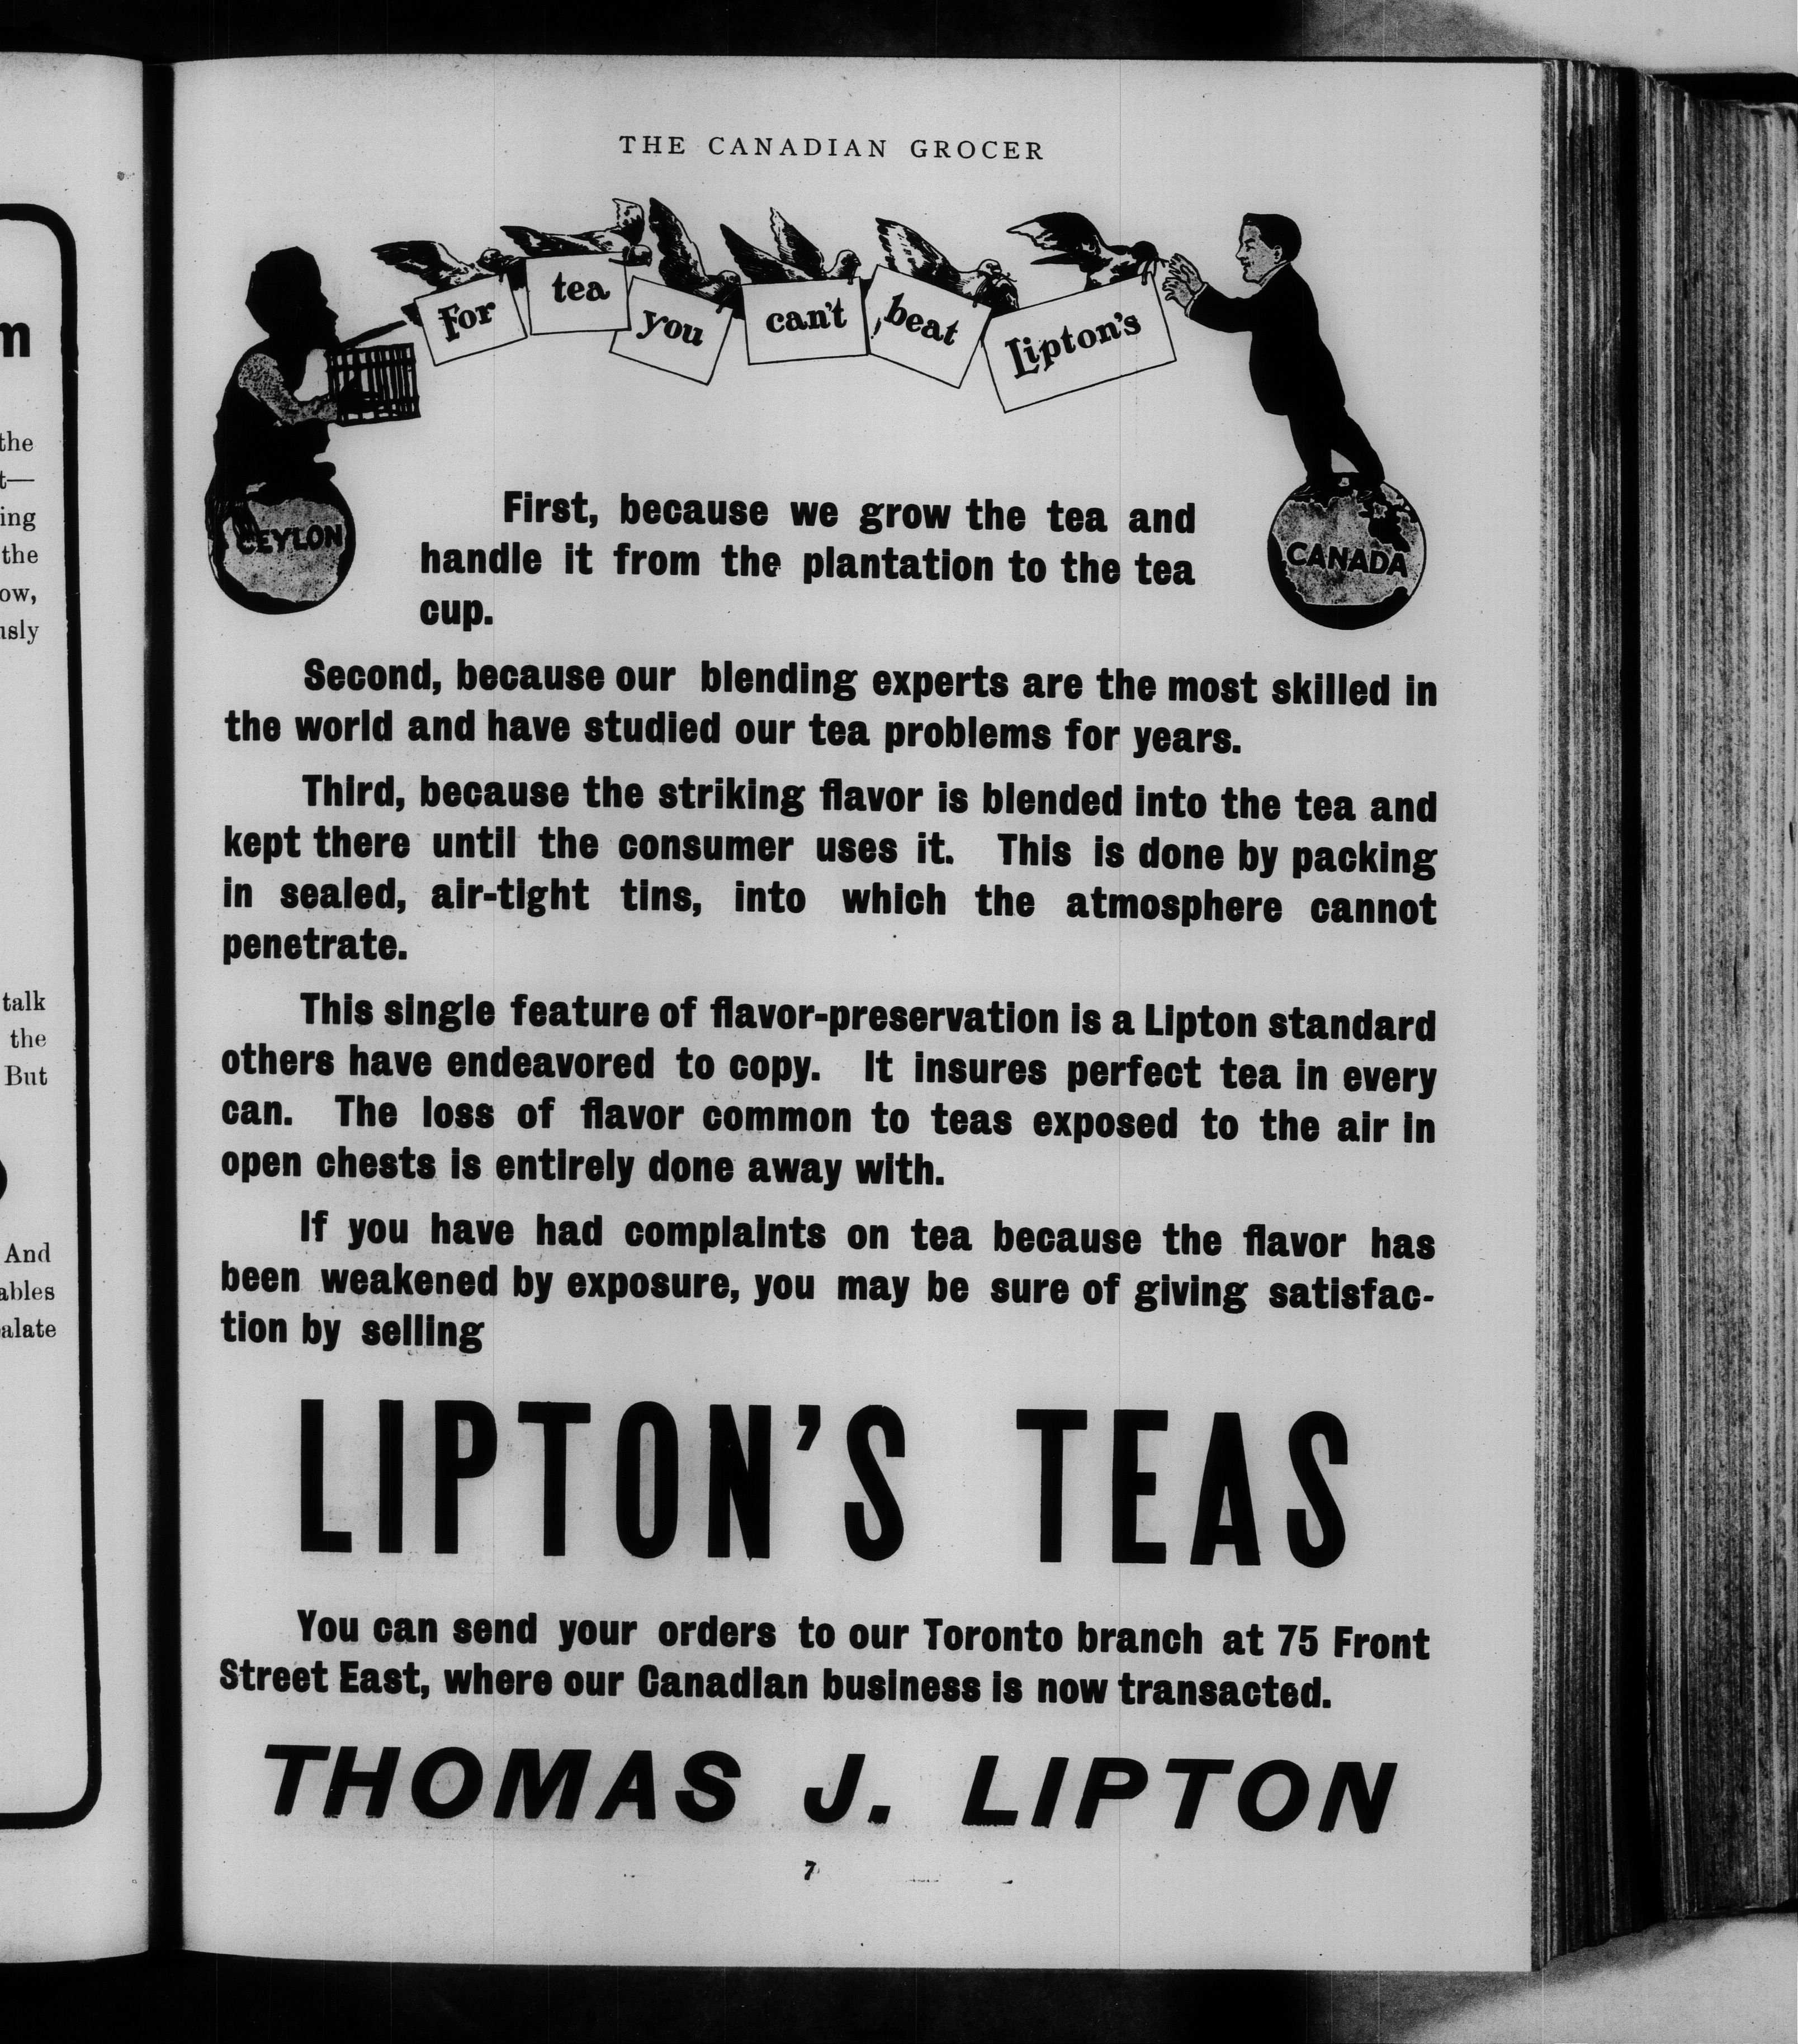 THE CANADIAN GROCER
For tea you can't beat Lipton's
CEYLON
CANADA
First, because we grow the tea and
handle it from the plantation to the tea
cup.
Second, because our blending experts are the most skilled in
the world and have studied our tea problems for years.
Third, because the striking flavor is blended into the tea and
kept there until the consumer uses it. This is done by packing
in sealed, air-tight tins, into which the atmosphere cannot
penetrate.
This single feature of flavor-preservation is a Lipton standard
others have endeavored to copy. It insures perfect tea in every
can. The loss of flavor common to teas exposed to the air in
open chests is entirely done away with.
If you have had complaints on tea because the flavor has
been weakened by exposure, you may be sure of giving satisfac-
tion by selling
LIPTON'S TEAS
You can send your orders to our Toronto branch at 75 Front
Street East, where our Canadian business is now transacted.
THOMAS J. LIPTON
7
the
ing
the
talk
the
But
And